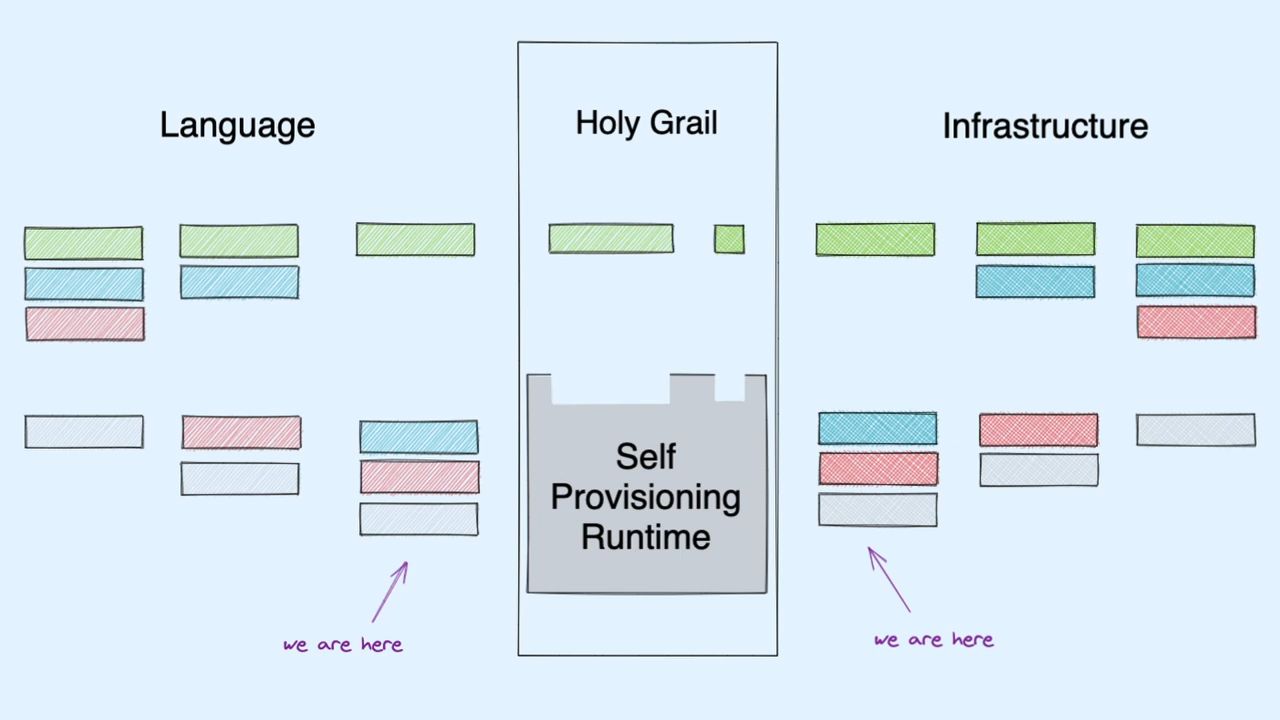 Language
Holy Grail
Infrastructure
Self
Provisioning
Runtime
we are here
we are here